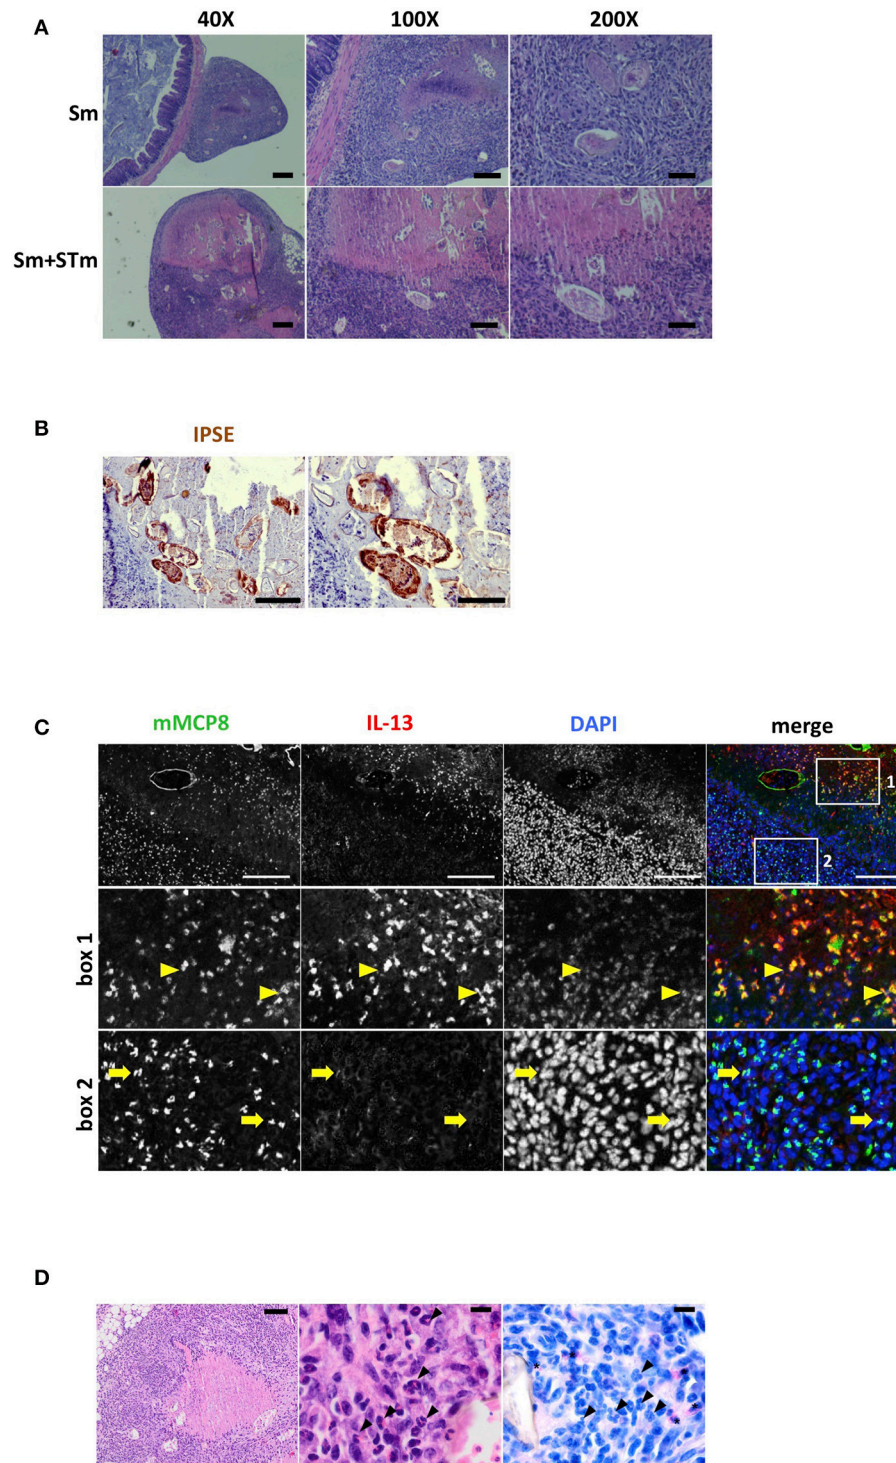 A
40X 100X 200X
Sm
Sm+STm
B
IPSE
C
mMCP8 IL-13 DAPI merge
1
2
box 1
box 2
D
* * * *